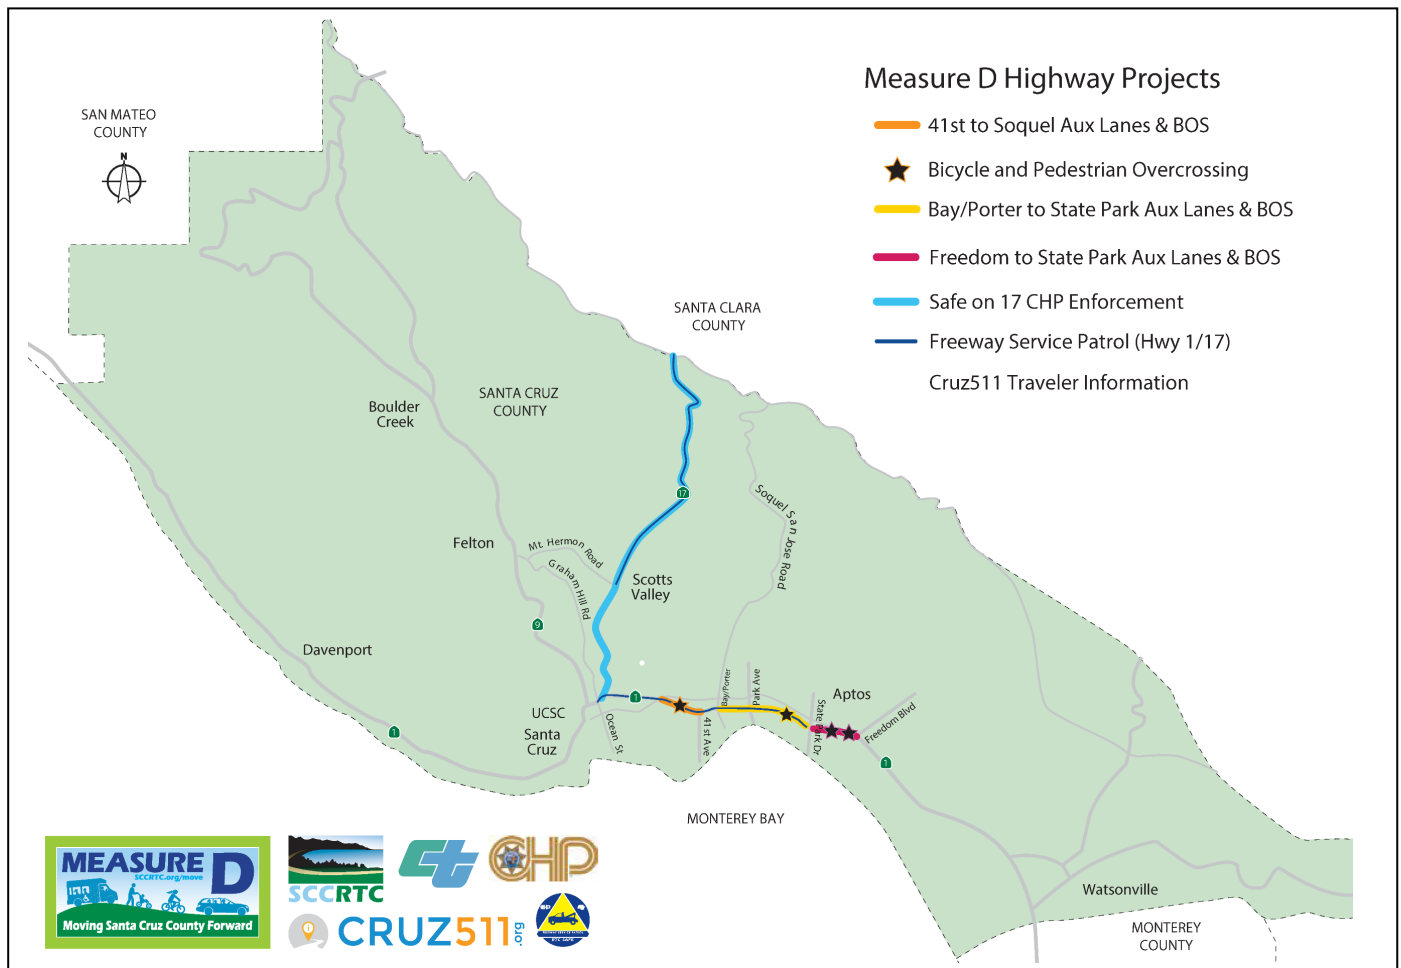 Measure D Highway Projects
41st to Soquel Aux Lanes & BOS
Bicycle and Pedestrian Overcrossing
Bay/Porter to State Park Aux Lanes & BOS
Freedom to State Park Aux Lanes & BOS
Safe on 17 CHP Enforcement
Freeway Service Patrol (Hwy 1/17)
Cruz511 Traveler Information
SAN MATEO
COUNTY
N
SANTA CLARA
COUNTY
SANTA CRUZ
COUNTY
Boulder
Creek
17
Soquel San Jose Road
Felton
Mt. Hermon Road
Graham Hill Rd
Scotts
Valley
9
Davenport
1
UCSC
Santa
Cruz
Ocean St
1
41st Ave
Bay/Porter
Park Ave
State Park Dr
Aptos
Freedom Blvd
1
MONTEREY BAY
Watsonville
MONTEREY
COUNTY
MEASURE D
SCCRTC.org/move
Moving Santa Cruz County Forward
SCCRTC
Ct
CHP
CRUZ511.org